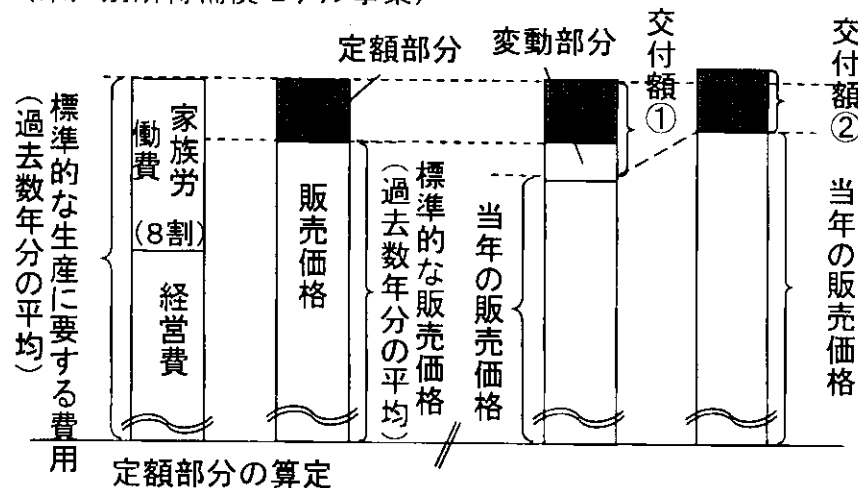 定額部分
変動部分
交付額①
交付額②
標準的な生産に要する費用
(過去数年分の平均)
家族労
働費
(8割)
経営費
販売価格
標準的な販売価格
(過去数年分の平均)
当年の販売価格
当年の販売価格
定額部分の算定